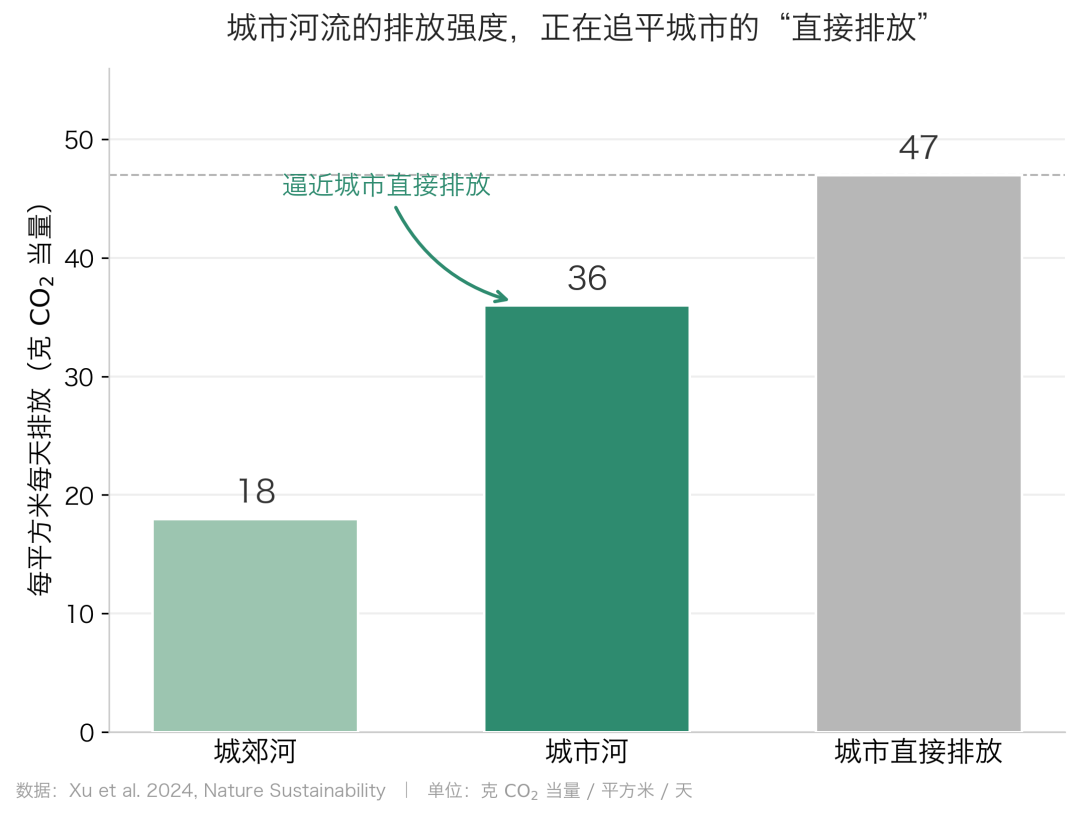 城市河流的排放强度，正在追平城市的“直接排放”
每平方米每天排放（克 CO₂ 当量）
50
40
30
20
10
0
逼近城市直接排放
18
36
47
城郊河
城市河
城市直接排放
数据：Xu et al. 2024, Nature Sustainability ｜ 单位：克 CO₂ 当量 / 平方米 / 天